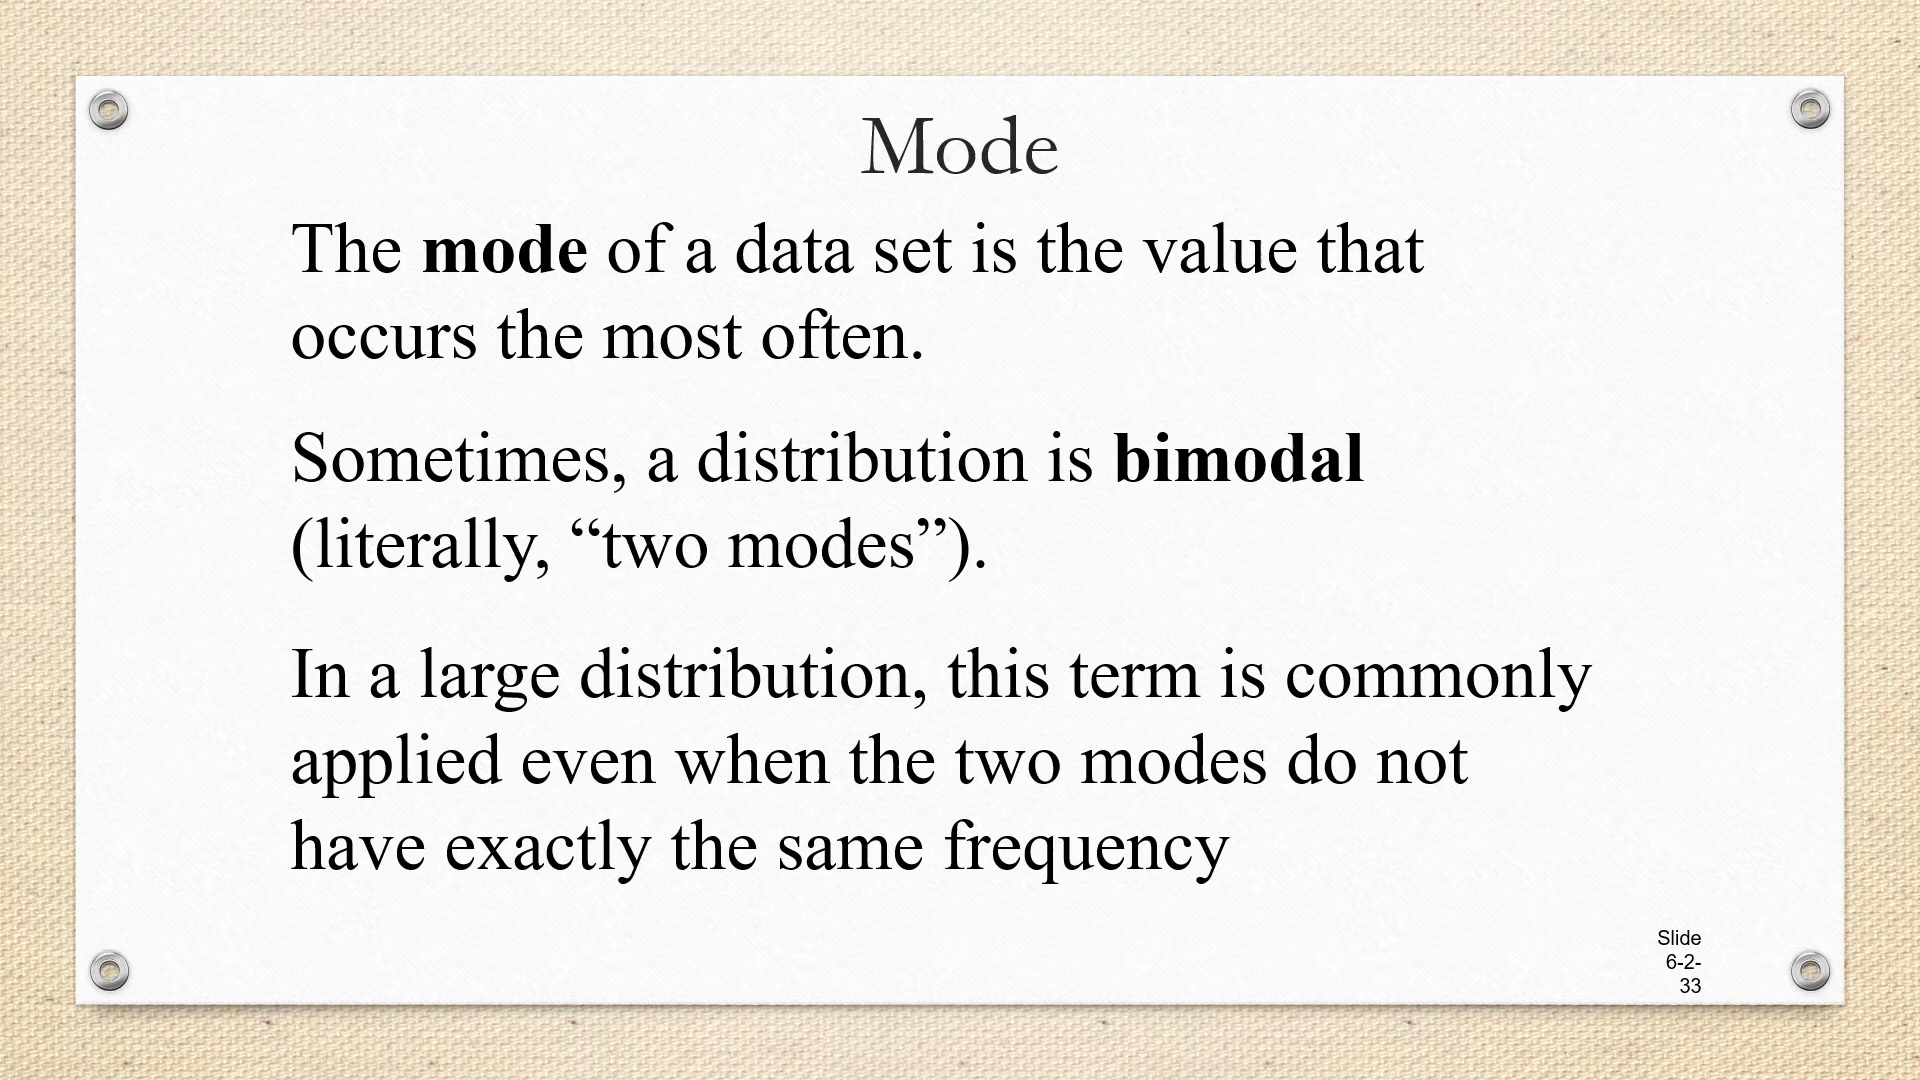 Mode
The mode of a data set is the value that
occurs the most often.
Sometimes, a distribution is bimodal
(literally, “two modes”).
In a large distribution, this term is commonly
applied even when the two modes do not
have exactly the same frequency
Slide
6-2-
33